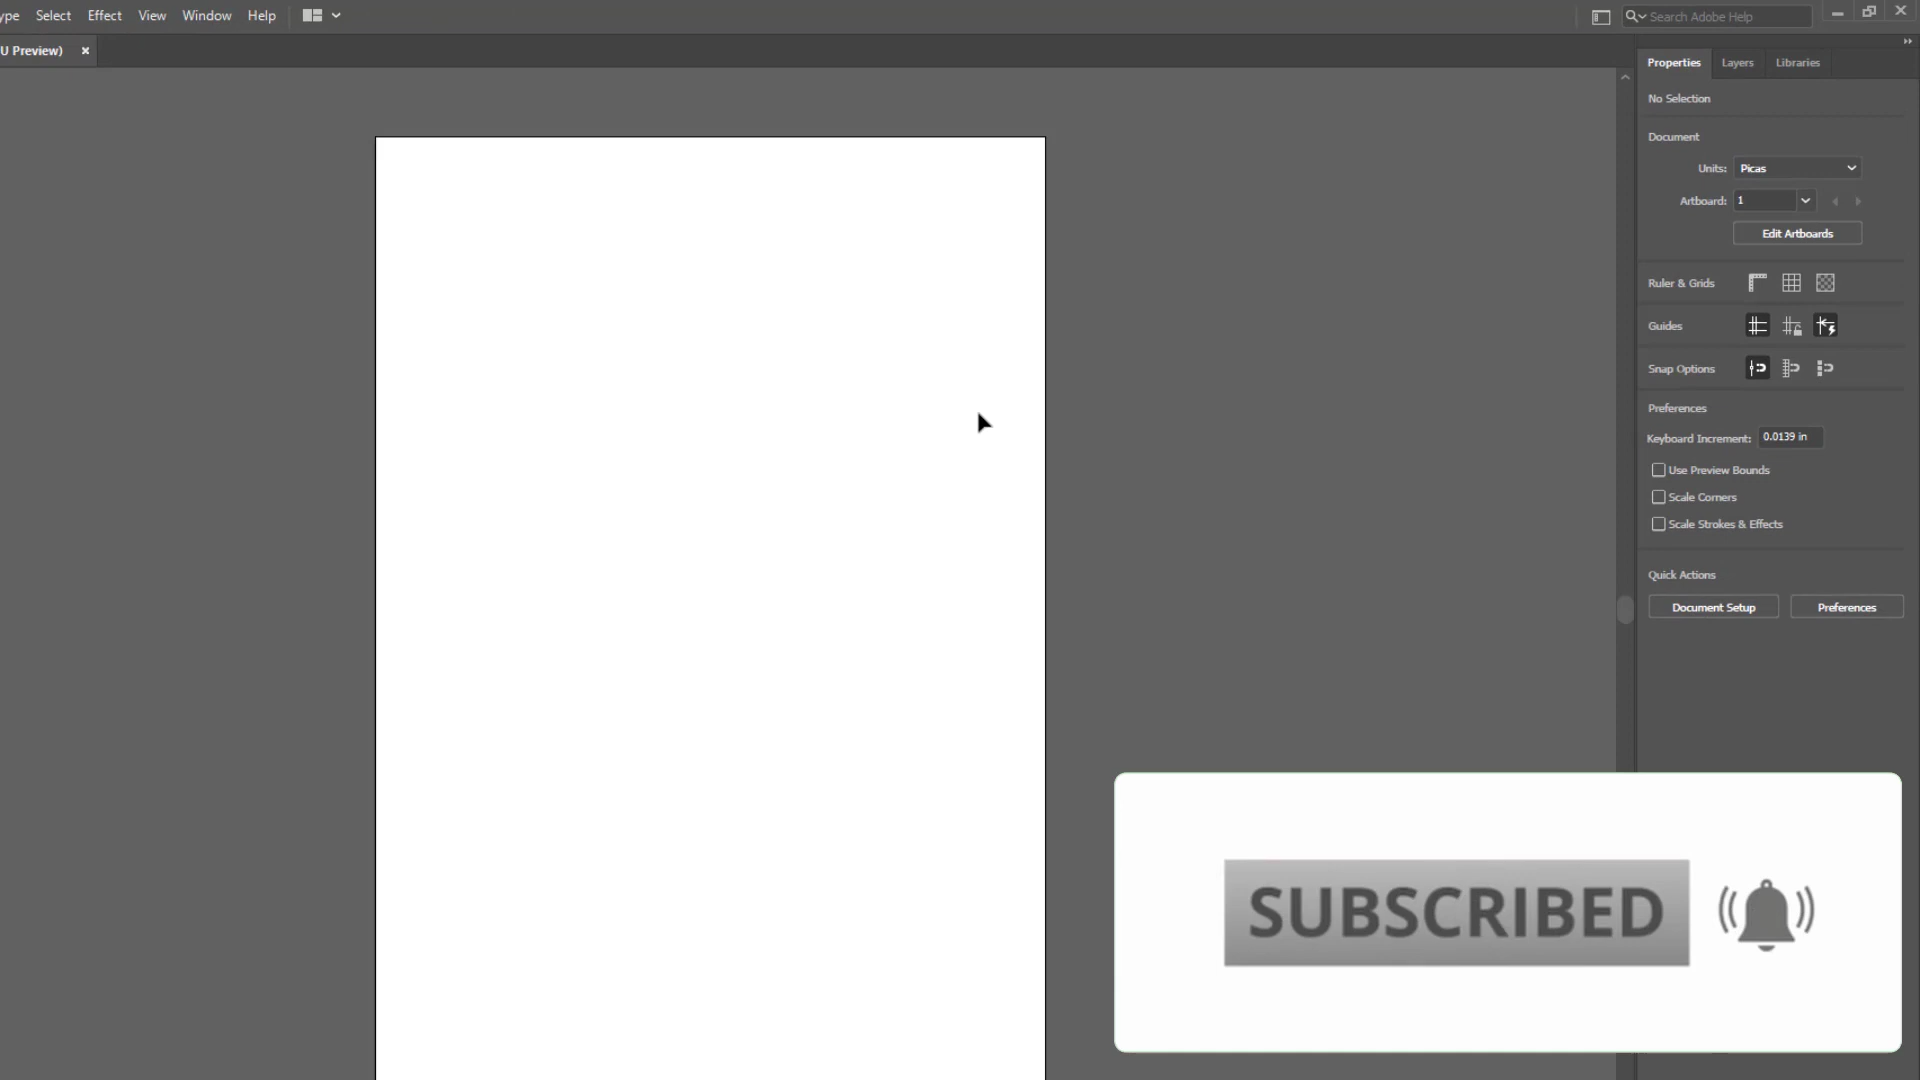 ype Select Effect View Window Help
Search Adobe Help
U Preview) ×
Properties Layers Libraries
No Selection
Document
Units: Picas
Artboard: 1
Edit Artboards
Ruler & Grids
Guides
Snap Options
Preferences
Keyboard Increment: 0.0139 in
Use Preview Bounds
Scale Corners
Scale Strokes & Effects
Quick Actions
Document Setup Preferences
SUBSCRIBED